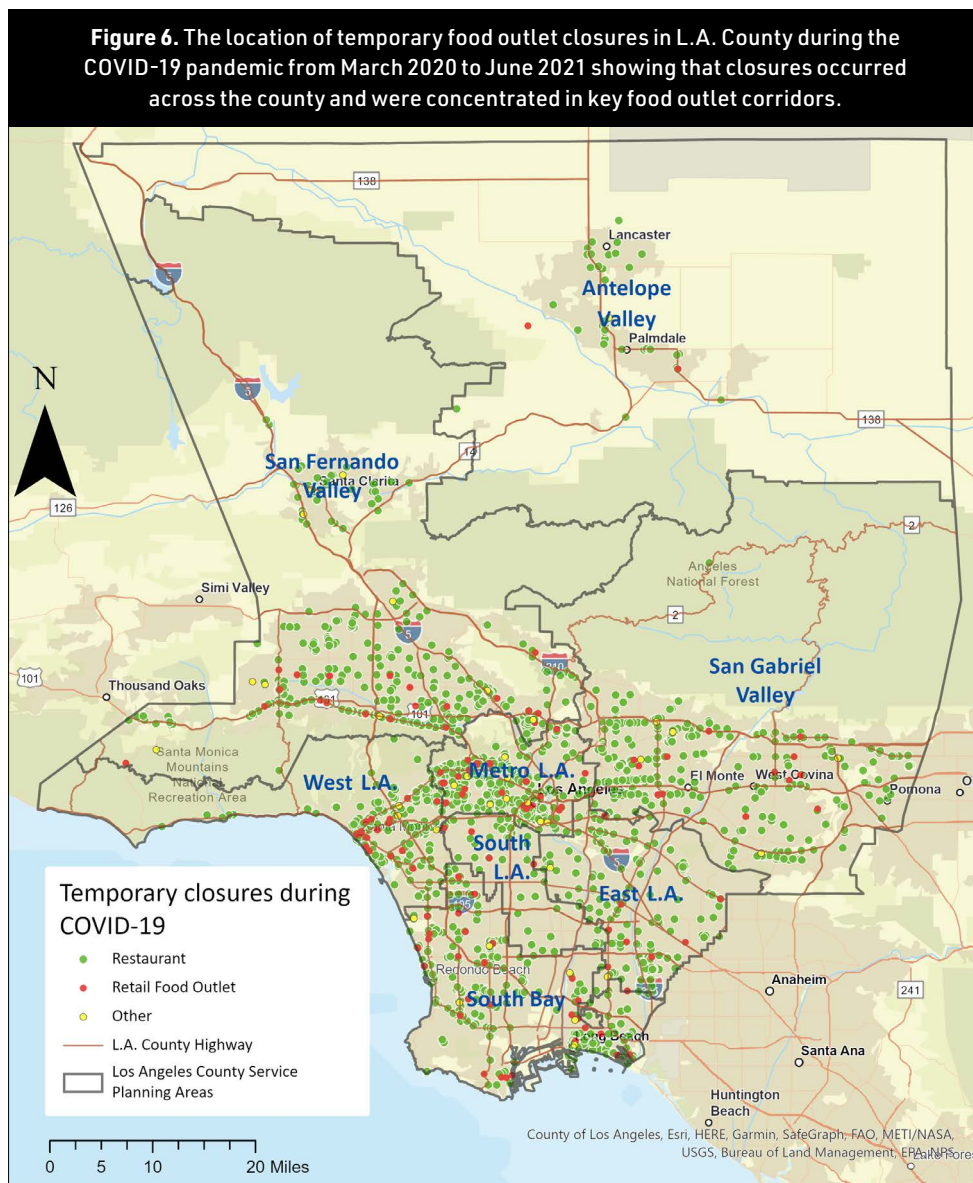 Figure 6. The location of temporary food outlet closures in L.A. County during the
COVID-19 pandemic from March 2020 to June 2021 showing that closures occurred
across the county and were concentrated in key food outlet corridors.
138
Lancaster
5
Antelope
Valley
Palmdale
N
5
138
14
San Fernando
Valley
Santa Clarita
126
2
Angeles
National Forest
Simi Valley
2
5
210
San Gabriel
Valley
101
Thousand Oaks
101
101
Santa Monica
Mountains
National
Recreation Area
West L.A.
Metro L.A.
Los Angeles
El Monte
West Covina
Pomona
South
L.A.
5
East L.A.
405
Redondo Beach
South Bay
Long Beach
Anaheim
241
Santa Ana
Huntington
Beach
Temporary closures during
COVID-19
Restaurant
Retail Food Outlet
Other
L.A. County Highway
Los Angeles County Service
Planning Areas
0 5 10 20 Miles
County of Los Angeles, Esri, HERE, Garmin, SafeGraph, FAO, METI/NASA,
USGS, Bureau of Land Management, EPA, NPS
Lake Fores